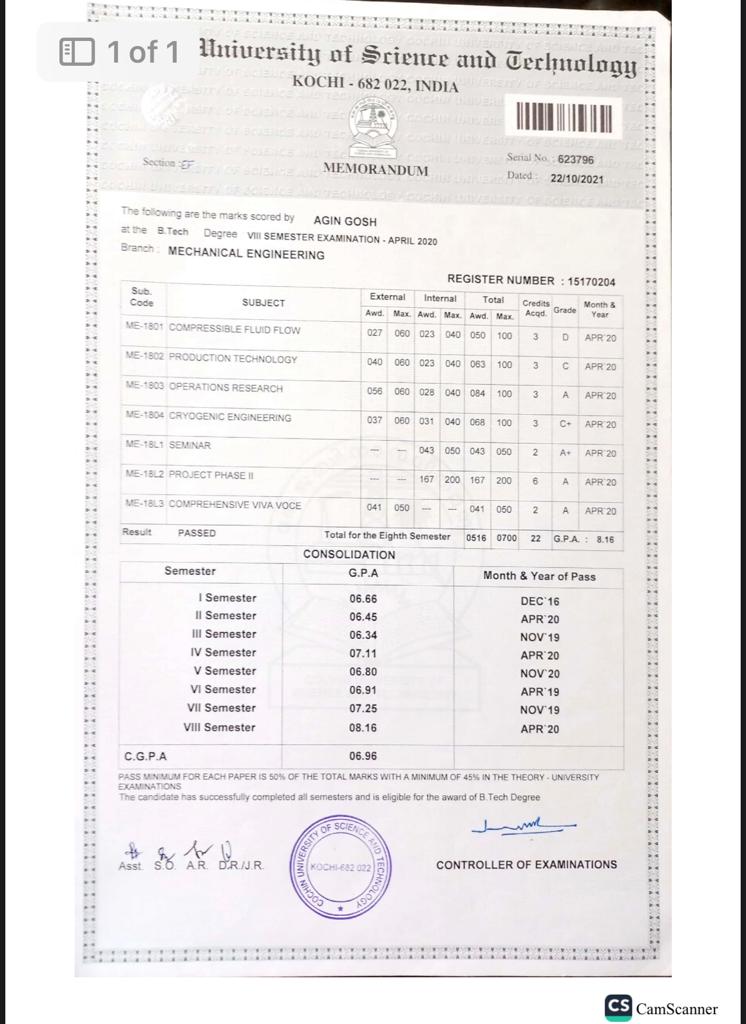 1 of 1
University of Science and Technology
KOCHI - 682 022, INDIA
Section : EF
MEMORANDUM
Serial No. : 623796
Dated : 22/10/2021
The following are the marks scored by AGIN GOSH
at the B.Tech Degree VIII SEMESTER EXAMINATION - APRIL 2020
Branch : MECHANICAL ENGINEERING
REGISTER NUMBER : 15170204
Sub. Code SUBJECT External Internal Total Credits Acqd. Grade Month & Year
Awd. Max. Awd. Max. Awd. Max.
ME-1801 COMPRESSIBLE FLUID FLOW 027 060 023 040 050 100 3 D APR'20
ME-1802 PRODUCTION TECHNOLOGY 040 060 023 040 063 100 3 C APR'20
ME-1803 OPERATIONS RESEARCH 056 060 028 040 084 100 3 A APR'20
ME-1804 CRYOGENIC ENGINEERING 037 060 031 040 068 100 3 C+ APR'20
ME-18L1 SEMINAR --- --- 043 050 043 050 2 A+ APR'20
ME-18L2 PROJECT PHASE II --- --- 167 200 167 200 6 A APR'20
ME-18L3 COMPREHENSIVE VIVA VOCE 041 050 --- --- 041 050 2 A APR'20
Result PASSED Total for the Eighth Semester 0516 0700 22 G.P.A. : 8.16
CONSOLIDATION
Semester G.P.A Month & Year of Pass
I Semester 06.66 DEC'16
II Semester 06.45 APR'20
III Semester 06.34 NOV'19
IV Semester 07.11 APR'20
V Semester 06.80 NOV'20
VI Semester 06.91 APR'19
VII Semester 07.25 NOV'19
VIII Semester 08.16 APR'20
C.G.P.A 06.96
PASS MINIMUM FOR EACH PAPER IS 50% OF THE TOTAL MARKS WITH A MINIMUM OF 45% IN THE THEORY - UNIVERSITY
EXAMINATIONS
The candidate has successfully completed all semesters and is eligible for the award of B.Tech Degree
Asst. S.O. A.R. D.R./J.R.
COCHIN UNIVERSITY OF SCIENCE AND TECHNOLOGY
KOCHI-682 022
CONTROLLER OF EXAMINATIONS
CS CamScanner